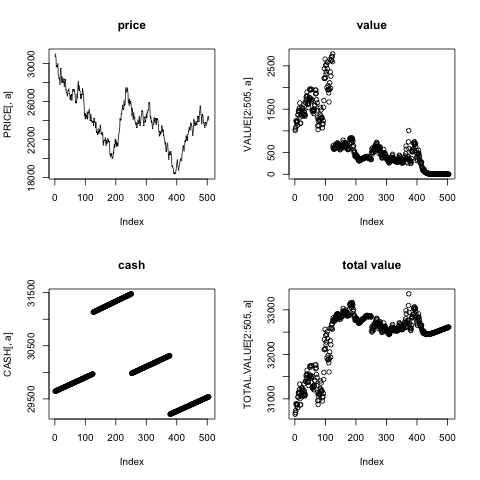 price
PRICE[, a]
18000 22000 26000 30000
0 100 200 300 400 500
Index
value
VALUE[2:505, a]
0 500 1500 2500
0 100 200 300 400 500
Index
cash
CASH[, a]
29500 30500 31500
0 100 200 300 400 500
Index
total value
TOTAL.VALUE[2:505, a]
31000 32000 33000
0 100 200 300 400 500
Index